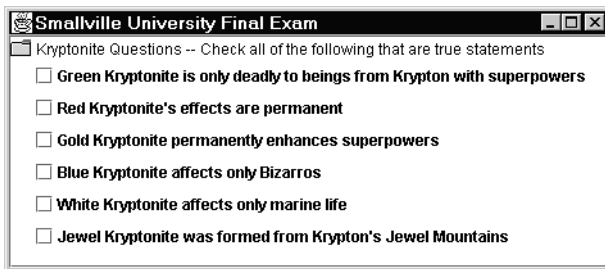 Smallville University Final Exam
Kryptonite Questions -- Check all of the following that are true statements
Green Kryptonite is only deadly to beings from Krypton with superpowers
Red Kryptonite's effects are permanent
Gold Kryptonite permanently enhances superpowers
Blue Kryptonite affects only Bizarros
White Kryptonite affects only marine life
Jewel Kryptonite was formed from Krypton's Jewel Mountains